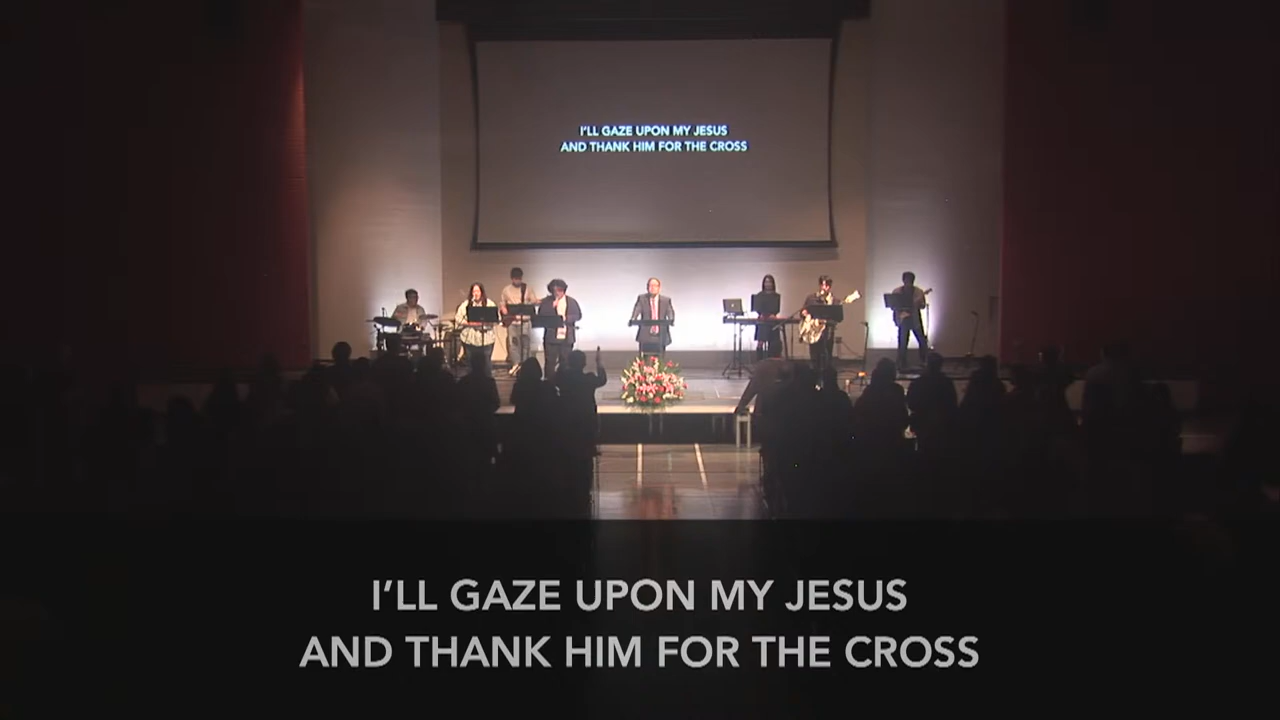 I'LL GAZE UPON MY JESUS
AND THANK HIM FOR THE CROSS
I'LL GAZE UPON MY JESUS
AND THANK HIM FOR THE CROSS